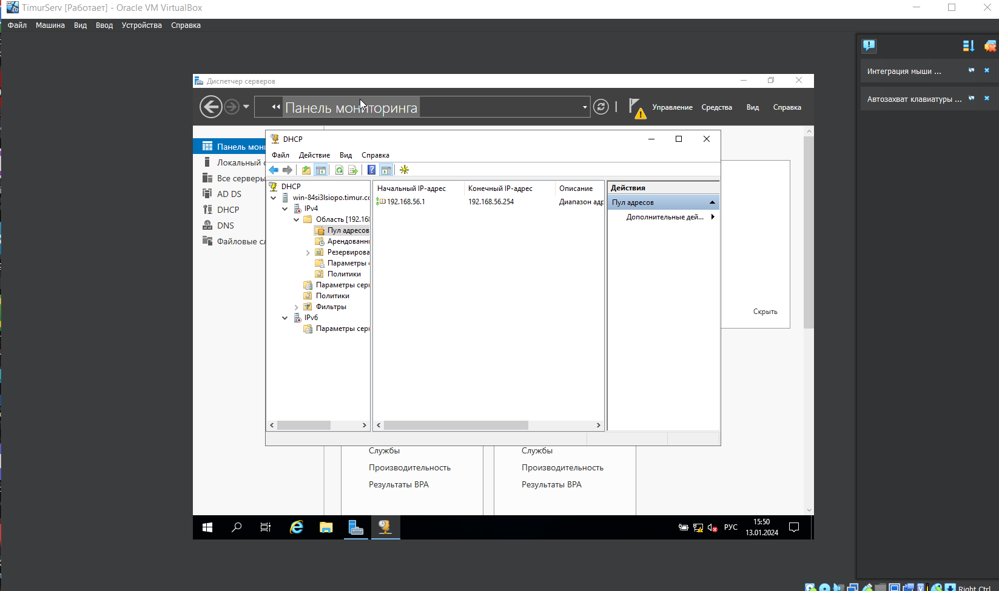 TimurServ [Работает] - Oracle VM VirtualBox
Файл Машина Вид Ввод Устройства Справка
Интеграция мыши ...
Автозахват клавиатуры ...
Диспетчер серверов
Панель мониторинга
Управление Средства Вид Справка
Панель мон
Локальный
Все серверы
AD DS
DHCP
DNS
Файловые
DHCP
Файл Действие Вид Справка
DHCP
win-84si3lsiopo.timur.co
IPv4
Область [192.168
Пул адресов
Арендованн
Резервирова
Параметры
Политики
Параметры сер
Политики
Фильтры
IPv6
Параметры сер
Начальный IP-адрес Конечный IP-адрес Описание
192.168.56.1 192.168.56.254 Диапазон адр
Действия
Пул адресов
Дополнительные дей...
Скрыть
Службы Службы
Производительность Производительность
Результаты BPA Результаты BPA
РУС
15:50
13.01.2024
Right Ctrl